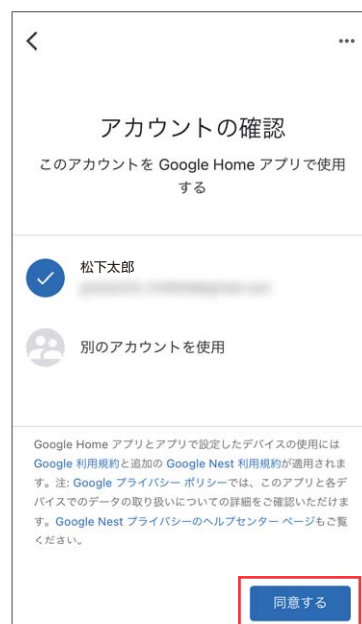 アカウントの確認
このアカウントを Google Home アプリで使用
する
松下太郎
別のアカウントを使用
Google Home アプリとアプリで設定したデバイスの使用には
Google 利用規約と追加の Google Nest 利用規約が適用されま
す。注: Google プライバシー ポリシーでは、このアプリと各デ
バイスでのデータの取り扱いについての詳細をご確認いただけま
す。Google Nest プライバシーのヘルプセンター ページもご覧
ください。
同意する